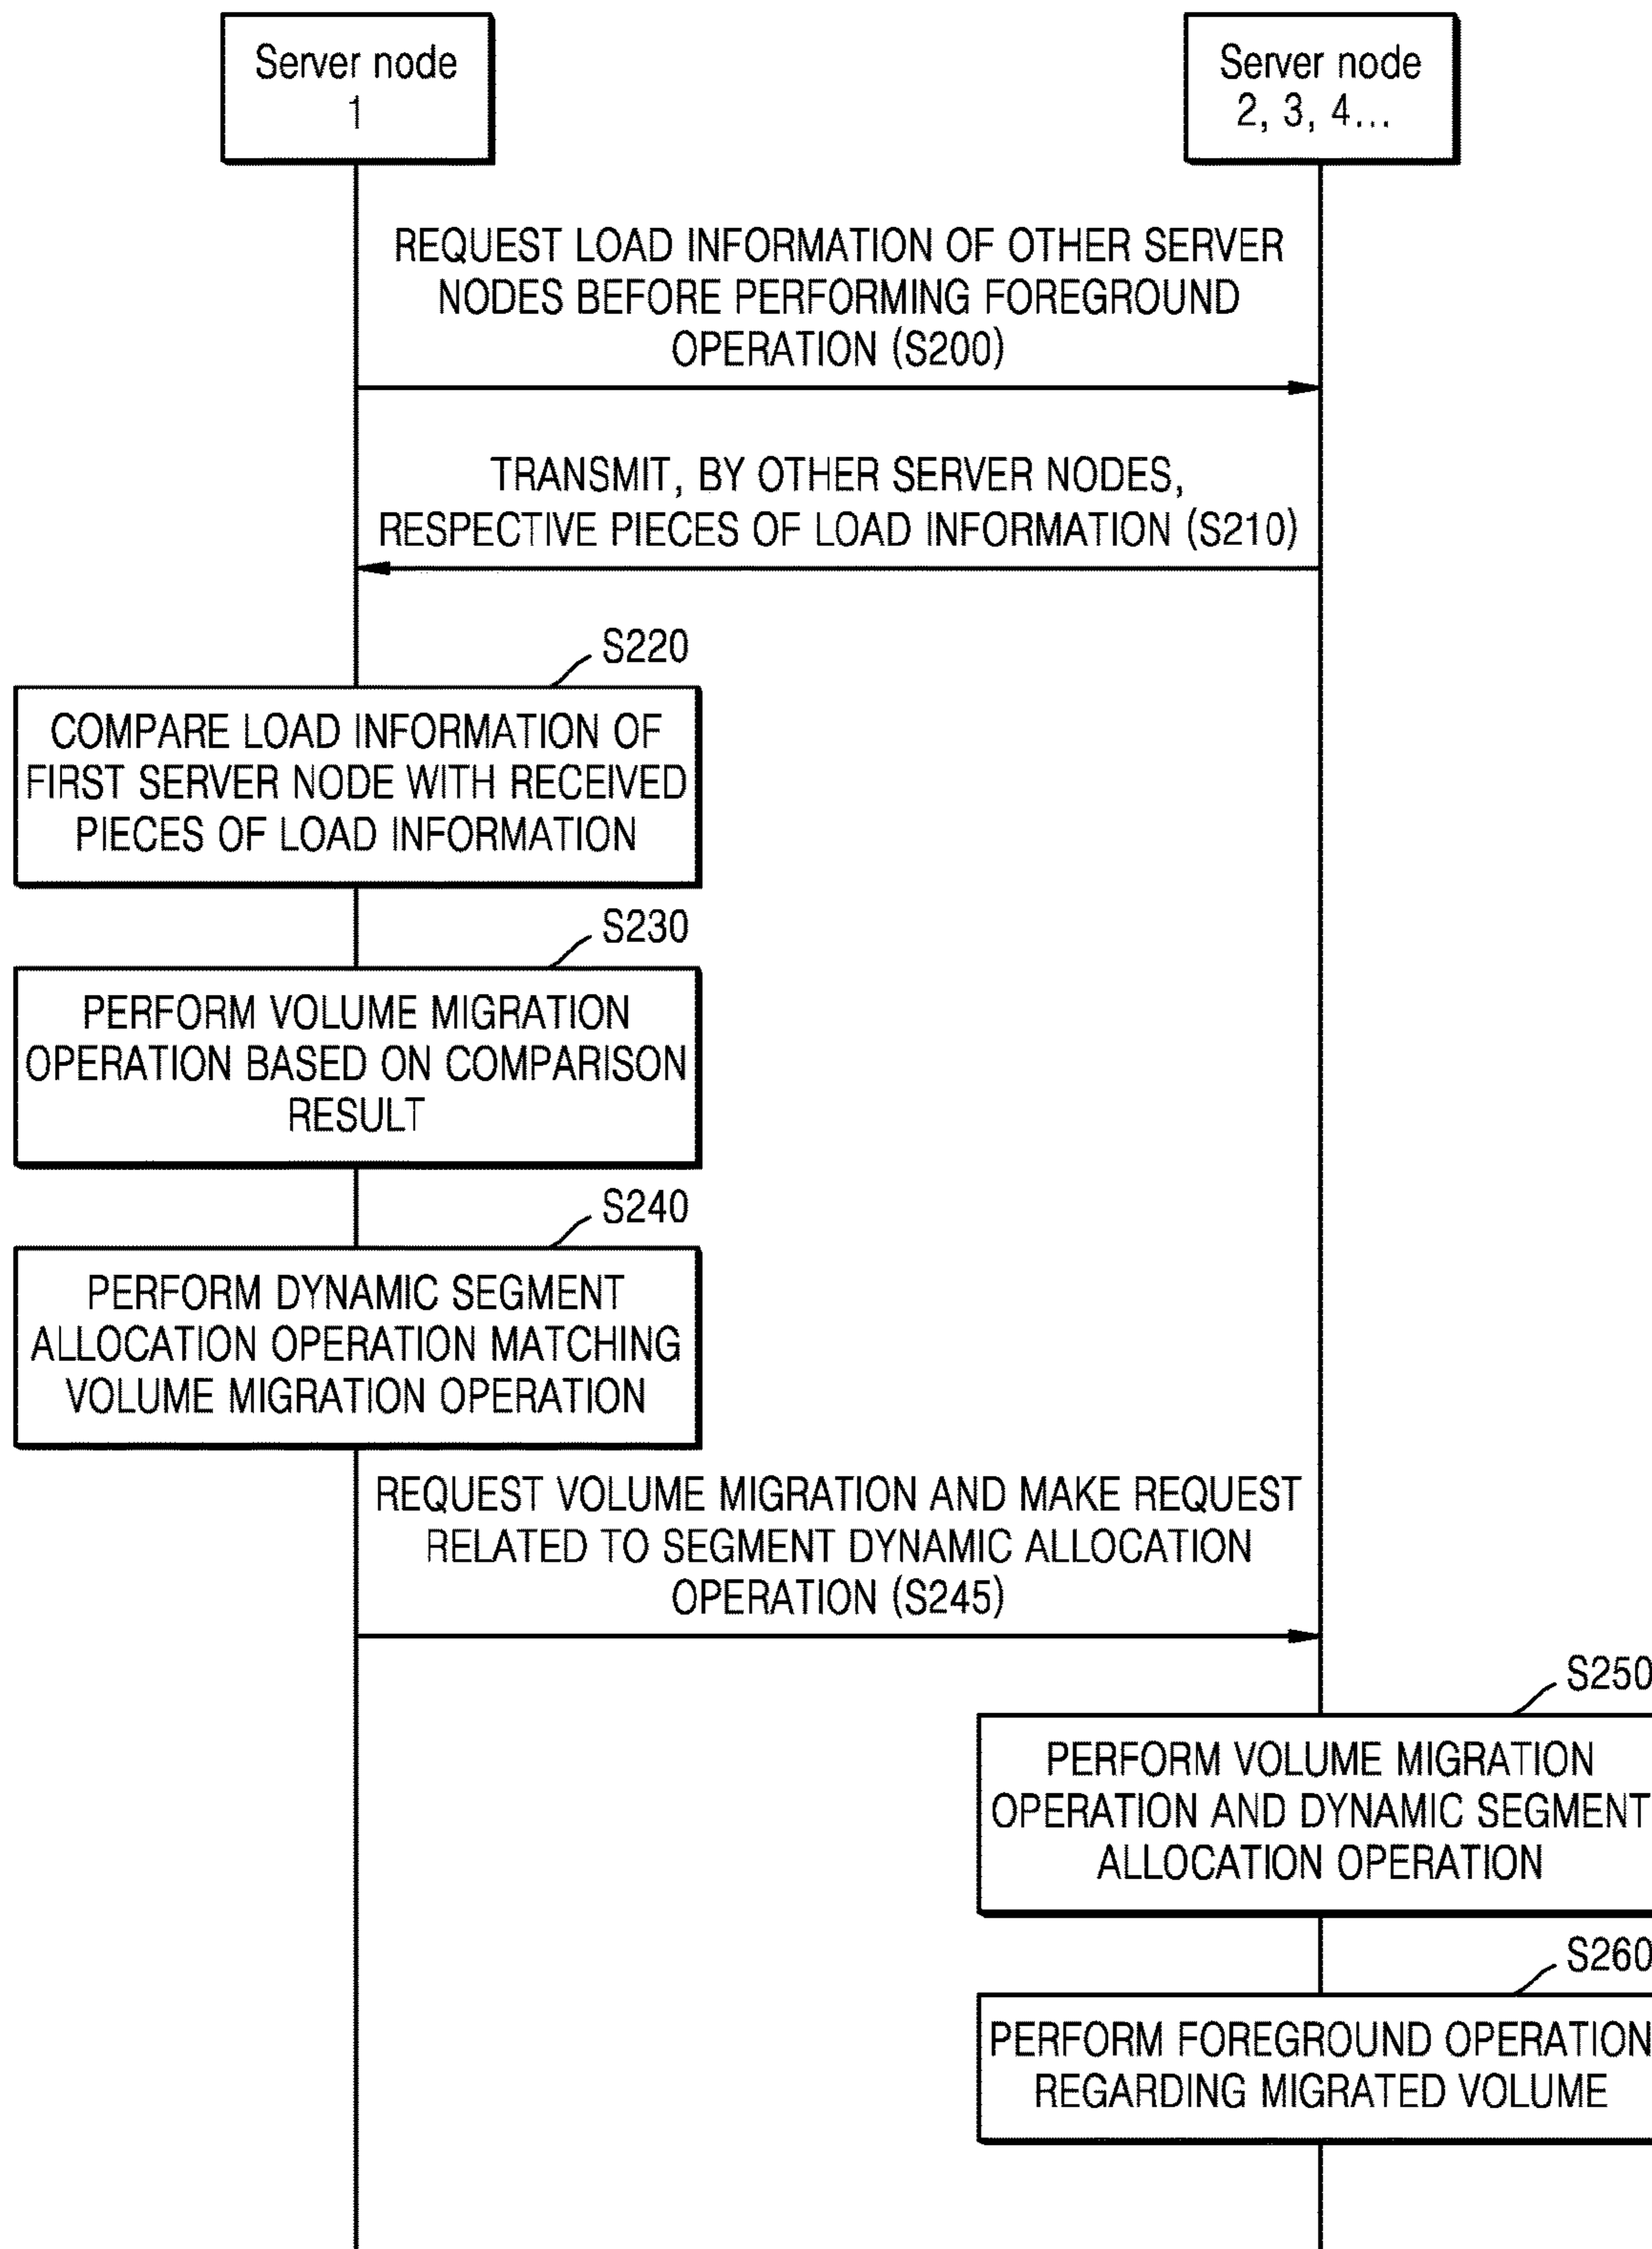 Server node
1
Server node
2, 3, 4...
REQUEST LOAD INFORMATION OF OTHER SERVER
NODES BEFORE PERFORMING FOREGROUND
OPERATION (S200)
TRANSMIT, BY OTHER SERVER NODES,
RESPECTIVE PIECES OF LOAD INFORMATION (S210)
S220
COMPARE LOAD INFORMATION OF
FIRST SERVER NODE WITH RECEIVED
PIECES OF LOAD INFORMATION
S230
PERFORM VOLUME MIGRATION
OPERATION BASED ON COMPARISON
RESULT
S240
PERFORM DYNAMIC SEGMENT
ALLOCATION OPERATION MATCHING
VOLUME MIGRATION OPERATION
REQUEST VOLUME MIGRATION AND MAKE REQUEST
RELATED TO SEGMENT DYNAMIC ALLOCATION
OPERATION (S245)
S250
PERFORM VOLUME MIGRATION
OPERATION AND DYNAMIC SEGMENT
ALLOCATION OPERATION
S260
PERFORM FOREGROUND OPERATION
REGARDING MIGRATED VOLUME